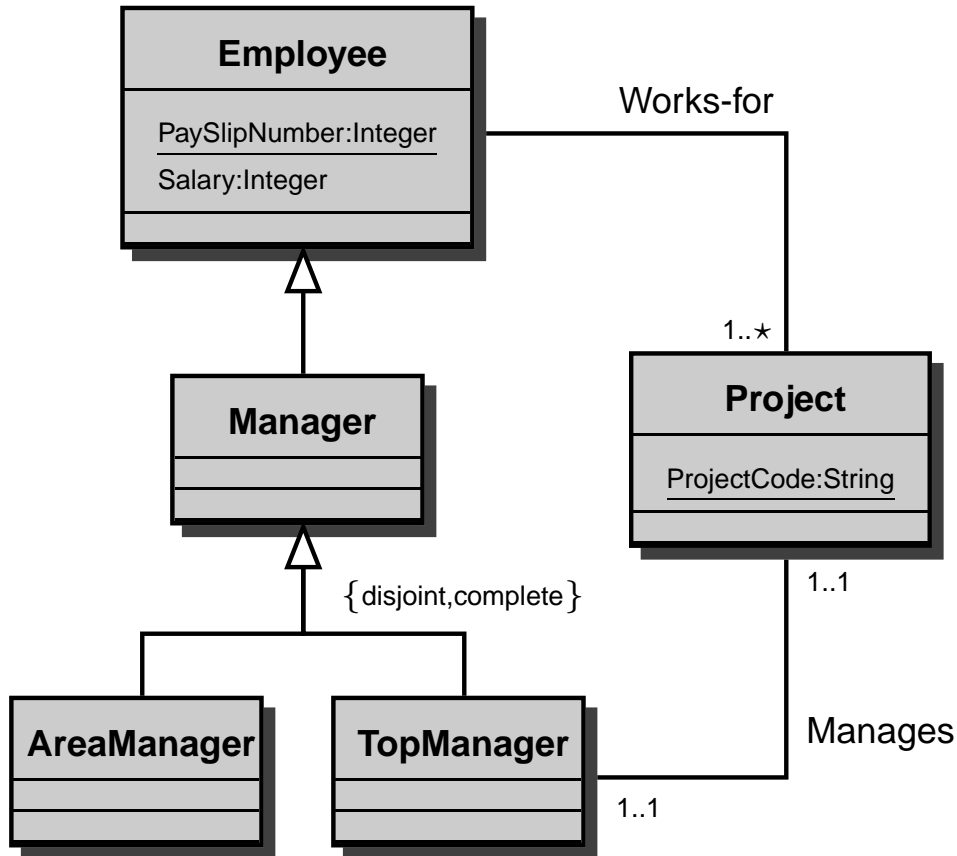 Employee
Works-for
PaySlipNumber:Integer
Salary:Integer
1..⋆
Manager
Project
ProjectCode:String
{disjoint,complete}
1..1
AreaManager
TopManager
Manages
1..1